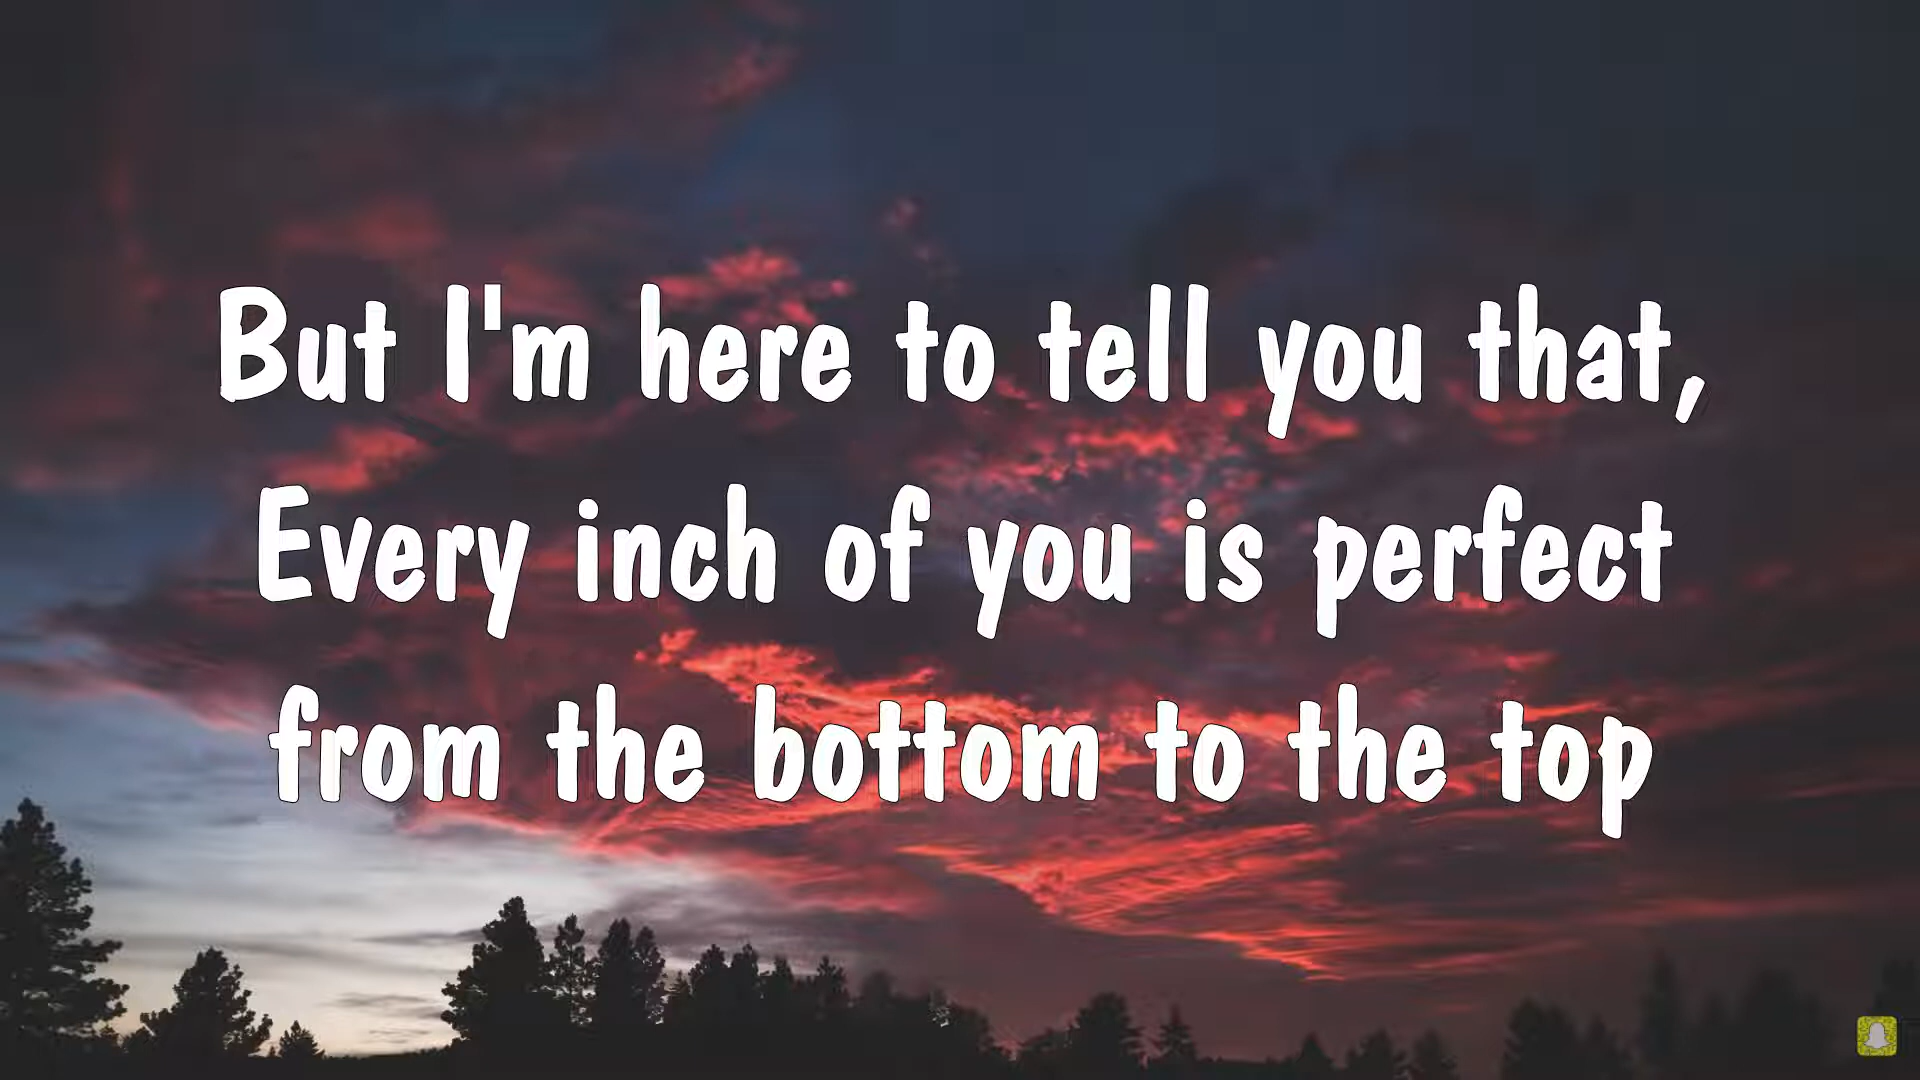 But I'm here to tell you that,
Every inch of you is perfect
from the bottom to the top